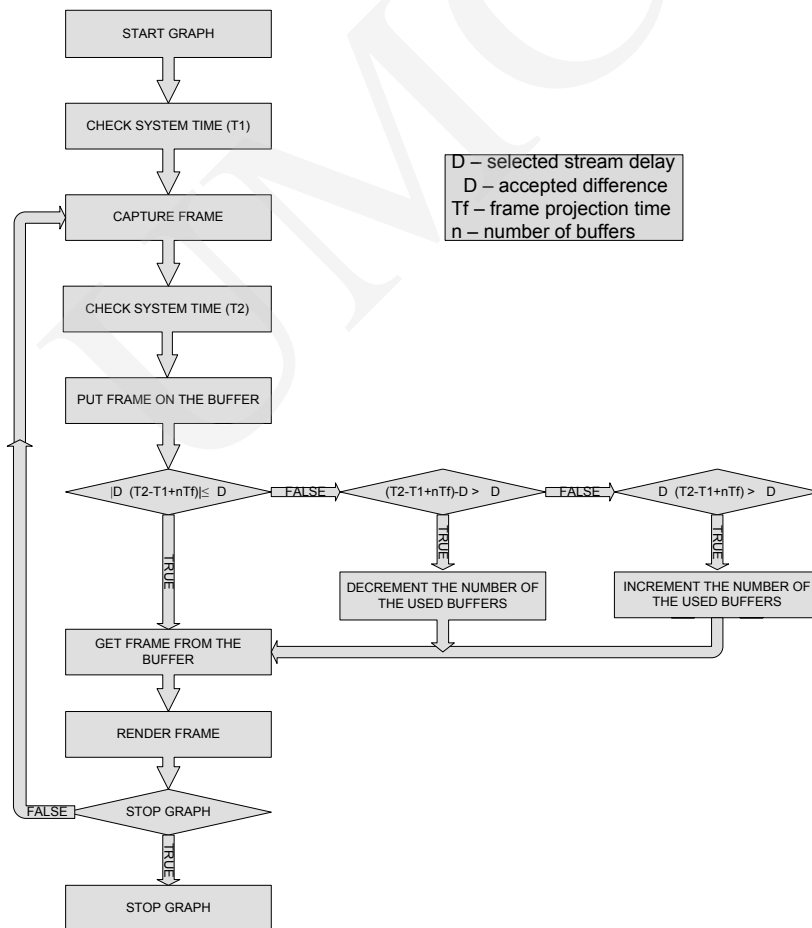 START GRAPH
CHECK SYSTEM TIME (T1)
D – selected stream delay
D – accepted difference
Tf – frame projection time
n – number of buffers
CAPTURE FRAME
CHECK SYSTEM TIME (T2)
PUT FRAME ON THE BUFFER
|D (T2-T1+nTf)|≤ D
FALSE
(T2-T1+nTf)-D > D
FALSE
D (T2-T1+nTf) > D
TRUE
TRUE
TRUE
DECREMENT THE NUMBER OF
THE USED BUFFERS
INCREMENT THE NUMBER OF
THE USED BUFFERS
GET FRAME FROM THE
BUFFER
RENDER FRAME
STOP GRAPH
FALSE
TRUE
STOP GRAPH
UMC